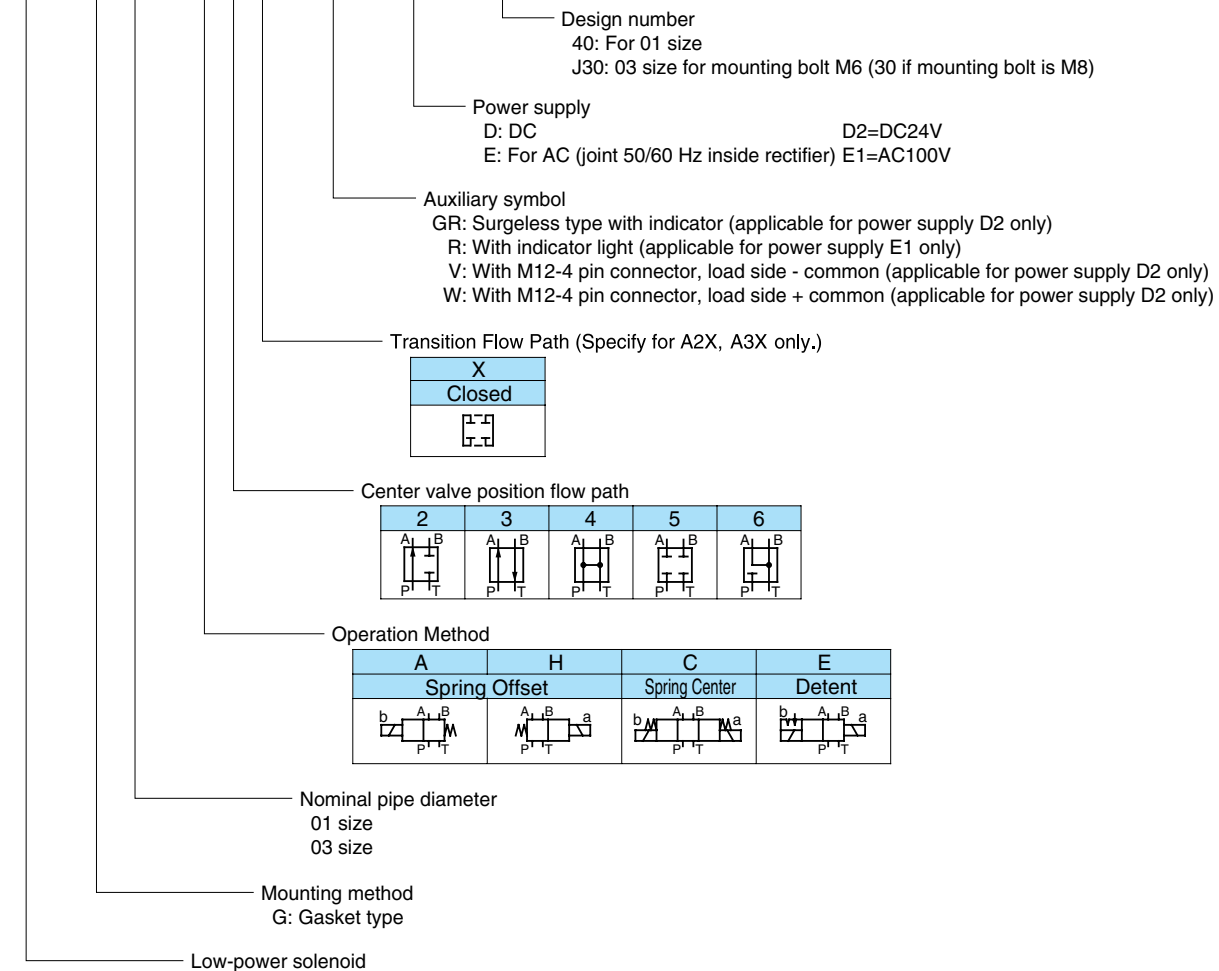 Design number
40: For 01 size
J30: 03 size for mounting bolt M6 (30 if mounting bolt is M8)
Power supply
D: DC D2=DC24V
E: For AC (joint 50/60 Hz inside rectifier) E1=AC100V
Auxiliary symbol
GR: Surgeless type with indicator (applicable for power supply D2 only)
R: With indicator light (applicable for power supply E1 only)
V: With M12-4 pin connector, load side - common (applicable for power supply D2 only)
W: With M12-4 pin connector, load side + common (applicable for power supply D2 only)
Transition Flow Path (Specify for A2X, A3X only.)
X
Closed
Center valve position flow path
2 3 4 5 6
A B A B A B A B A B
P T P T P T P T P T
Operation Method
A H C E
Spring Offset Spring Center Detent
b A B A B a b A B a b A B a
P T P T P T P T
Nominal pipe diameter
01 size
03 size
Mounting method
G: Gasket type
Low-power solenoid